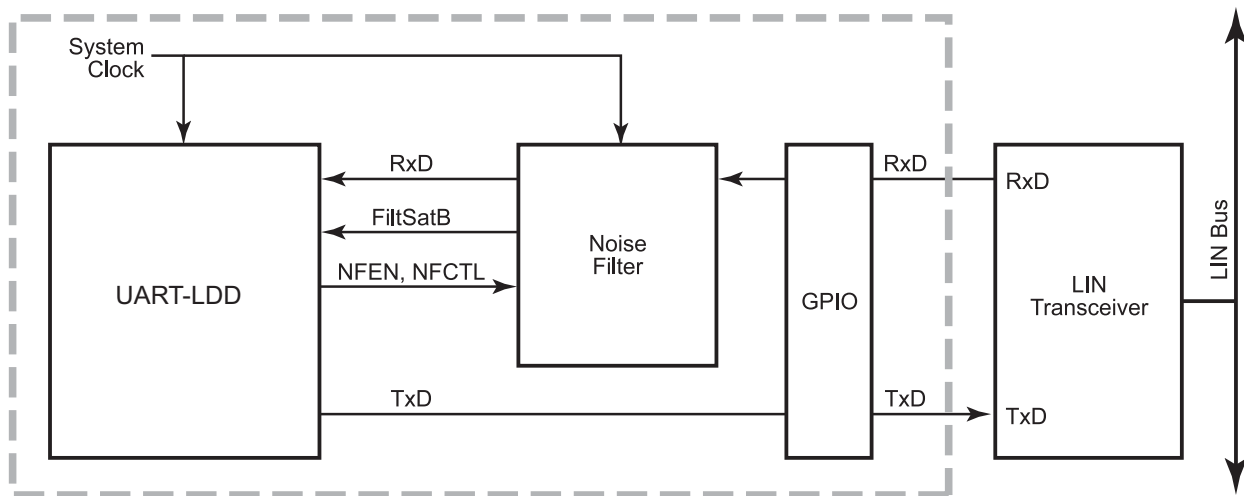 System
Clock
RxD
FiltSatB
NFEN, NFCTL
UART-LDD
TxD
Noise
Filter
GPIO
RxD
TxD
RxD
LIN
Transceiver
TxD
LIN Bus